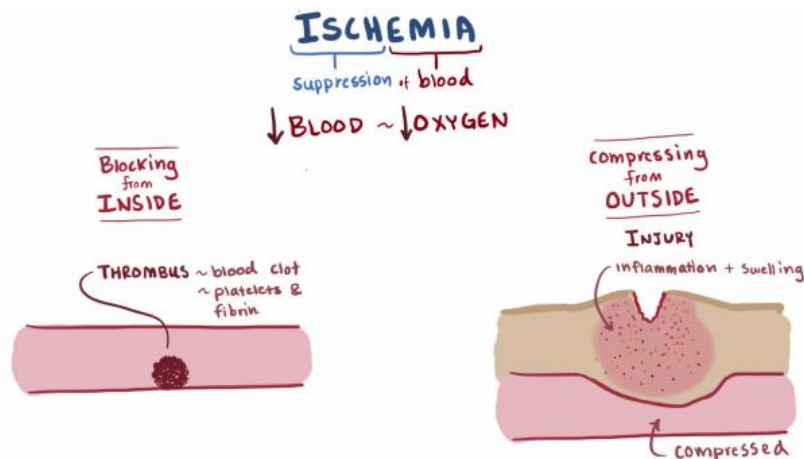 ISCHEMIA
suppression of blood
↓ BLOOD ~ ↓ OXYGEN
Blocking
from
INSIDE
THROMBUS ~ blood clot
~ platelets &
fibrin
Compressing
from
OUTSIDE
INJURY
inflammation + swelling
compressed